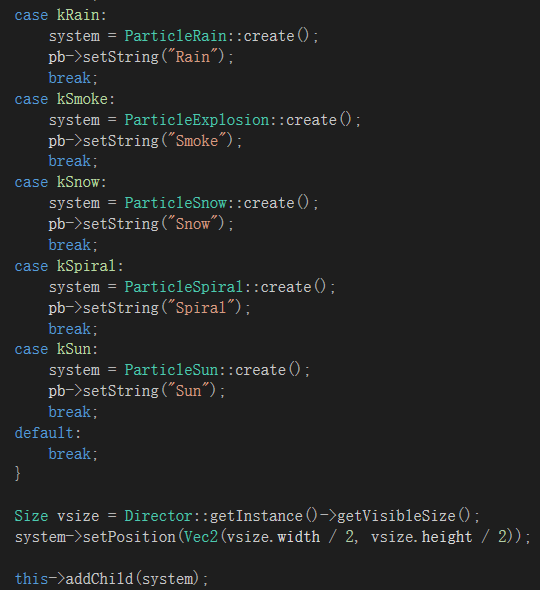 case kRain:
    system = ParticleRain::create();
    pb->setString("Rain");
    break;
case kSmoke:
    system = ParticleExplosion::create();
    pb->setString("Smoke");
    break;
case kSnow:
    system = ParticleSnow::create();
    pb->setString("Snow");
    break;
case kSpiral:
    system = ParticleSpiral::create();
    pb->setString("Spiral");
    break;
case kSun:
    system = ParticleSun::create();
    pb->setString("Sun");
    break;
default:
    break;
}

Size vsize = Director::getInstance()->getVisibleSize();
system->setPosition(Vec2(vsize.width / 2, vsize.height / 2));

this->addChild(system);